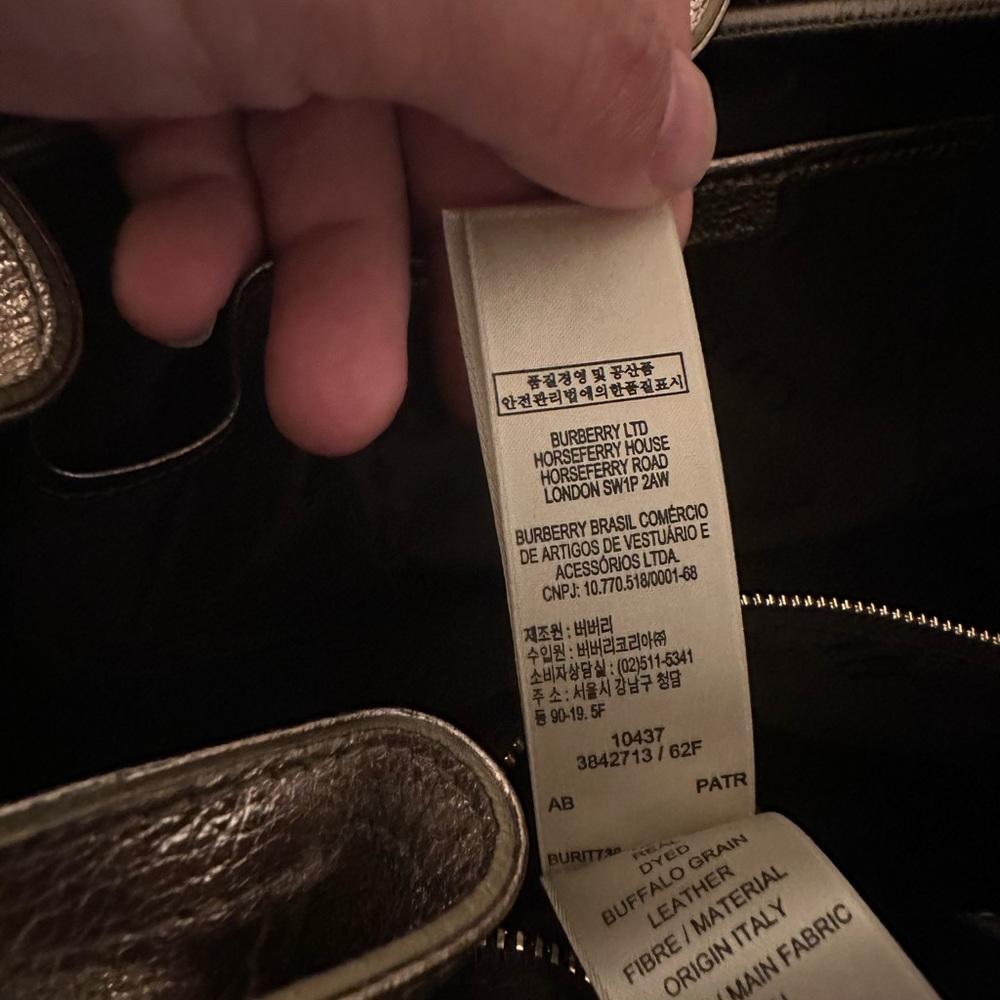 품질경영 및 공산품
안전관리법에의한품질표시
BURBERRY LTD
HORSEFERRY HOUSE
HORSEFERRY ROAD
LONDON SW1P 2AW
BURBERRY BRASIL COMÉRCIO
DE ARTIGOS DE VESTUÁRIO E
ACESSÓRIOS LTDA.
CNPJ: 10.770.518/0001-68
제조원 : 버버리
수입원 : 버버리코리아㈜
소비자상담실 : (02)511-5341
주 소 : 서울시 강남구 청담
동 90-19. 5F
10437
3842713 / 62F
AB PATR
DYED
BUFFALO GRAIN
LEATHER
FIBRE / MATERIAL
ORIGIN ITALY
/ MAIN FABRIC